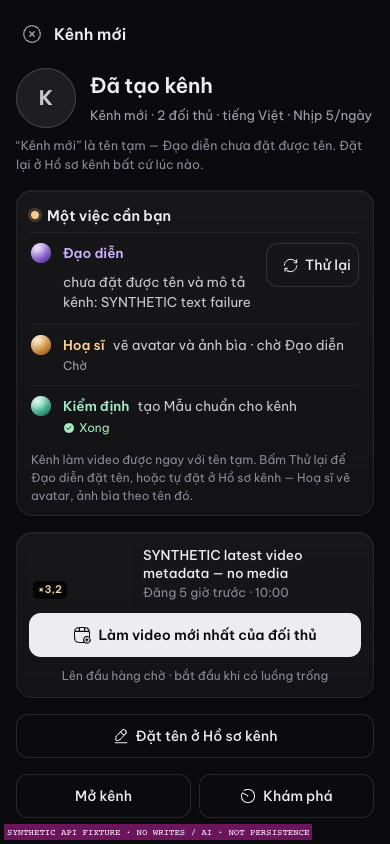 Kênh mới
K
Đã tạo kênh
Kênh mới · 2 đối thủ · tiếng Việt · Nhịp 5/ngày
“Kênh mới” là tên tạm — Đạo diễn chưa đặt được tên. Đặt
lại ở Hồ sơ kênh bất cứ lúc nào.
Một việc cần bạn
Đạo diễn
Thử lại
chưa đặt được tên và mô tả
kênh: SYNTHETIC text failure
Hoạ sĩ vẽ avatar và ảnh bìa · chờ Đạo diễn
Chờ
Kiểm định tạo Mẫu chuẩn cho kênh
Xong
Kênh làm video được ngay với tên tạm. Bấm Thử lại để
Đạo diễn đặt tên, hoặc tự đặt ở Hồ sơ kênh — Hoạ sĩ vẽ
avatar, ảnh bìa theo tên đó.
SYNTHETIC latest video
metadata — no media
×3,2
Đăng 5 giờ trước · 10:00
Làm video mới nhất của đối thủ
Lên đầu hàng chờ · bắt đầu khi có luồng trống
Đặt tên ở Hồ sơ kênh
Mở kênh
Khám phá
SYNTHETIC API FIXTURE · NO WRITES / AI · NOT PERSISTENCE